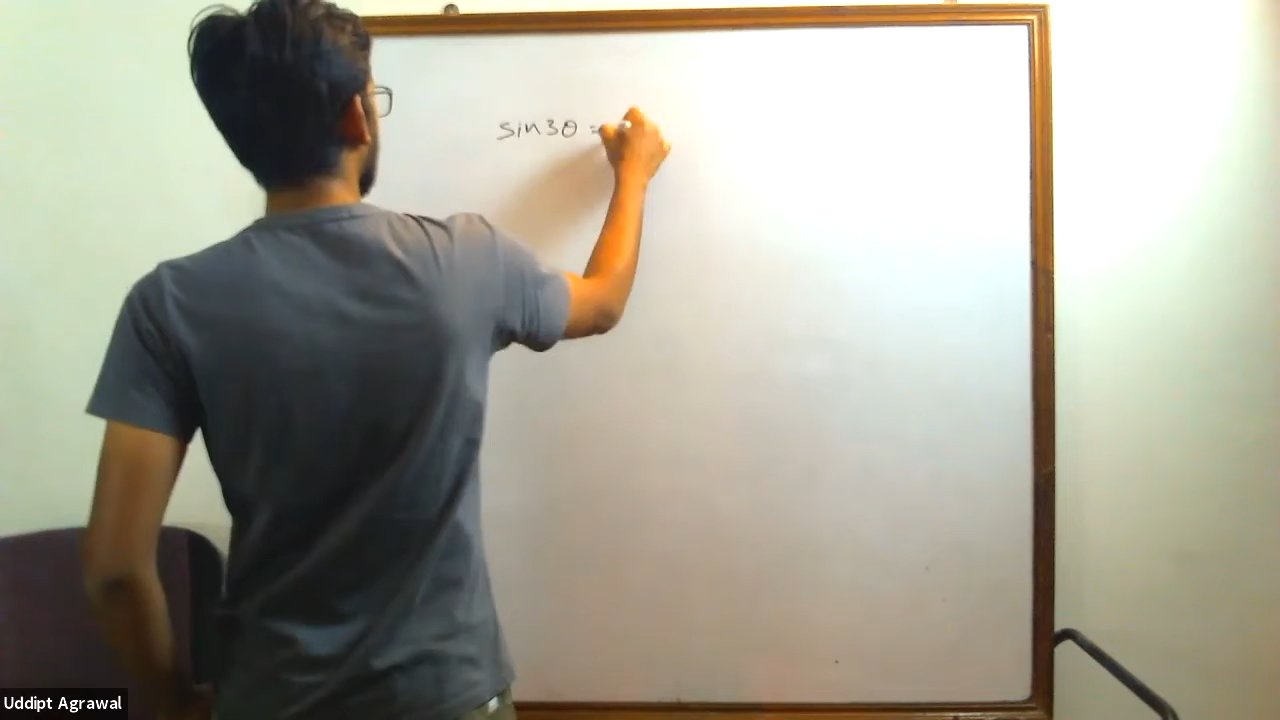 sin3θ =
Uddipt Agrawal